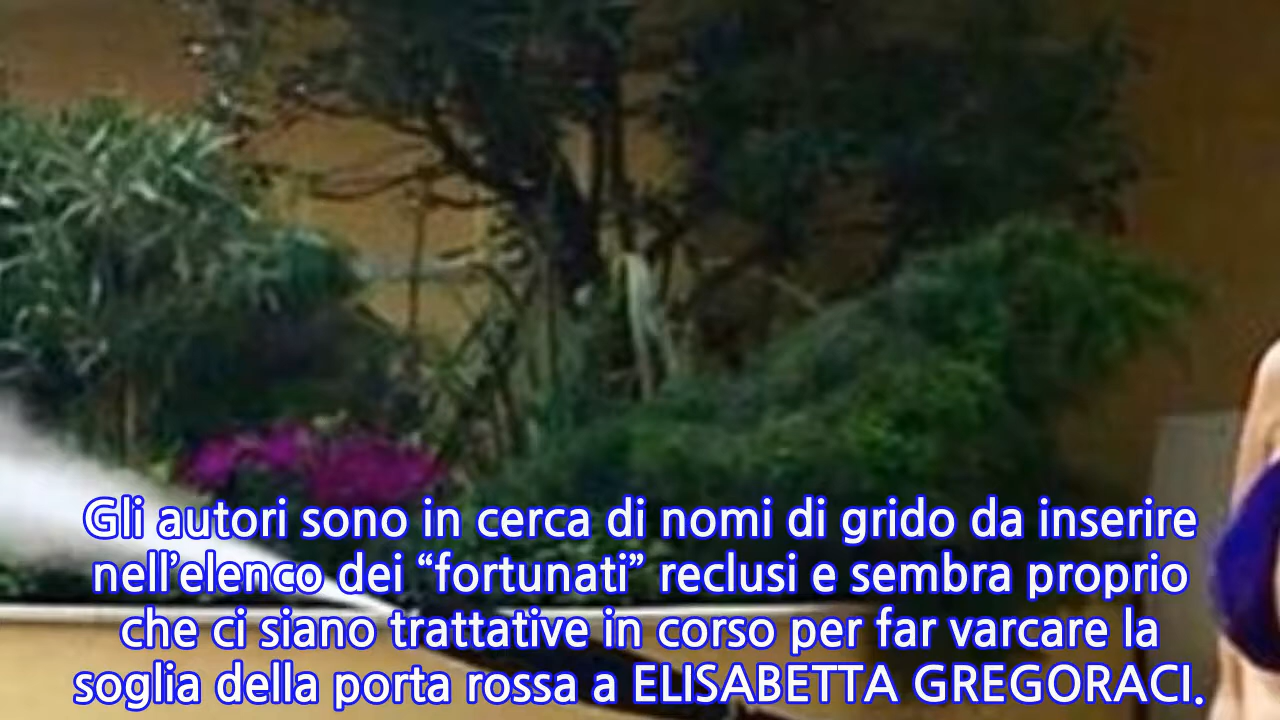 Gli autori sono in cerca di nomi di grido da inserire
nell’elenco dei “fortunati” reclusi e sembra proprio
che ci siano trattative in corso per far varcare la
soglia della porta rossa a ELISABETTA GREGORACI.